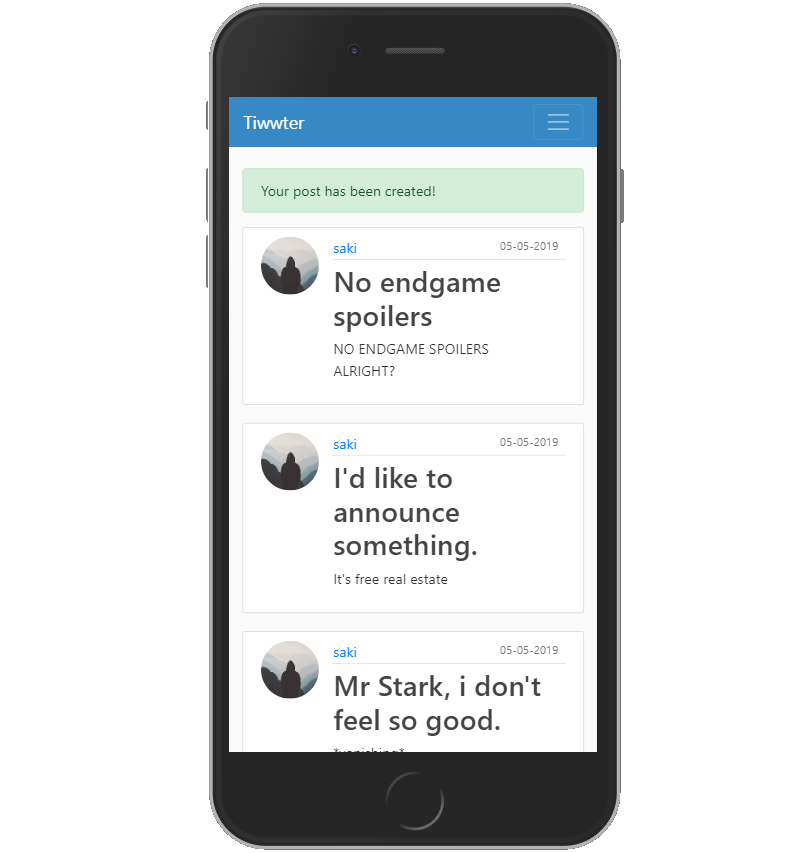 Tiwwter
Your post has been created!
saki
05-05-2019
No endgame
spoilers
NO ENDGAME SPOILERS
ALRIGHT?
saki
05-05-2019
I'd like to
announce
something.
It's free real estate
saki
05-05-2019
Mr Stark, i don't
feel so good.